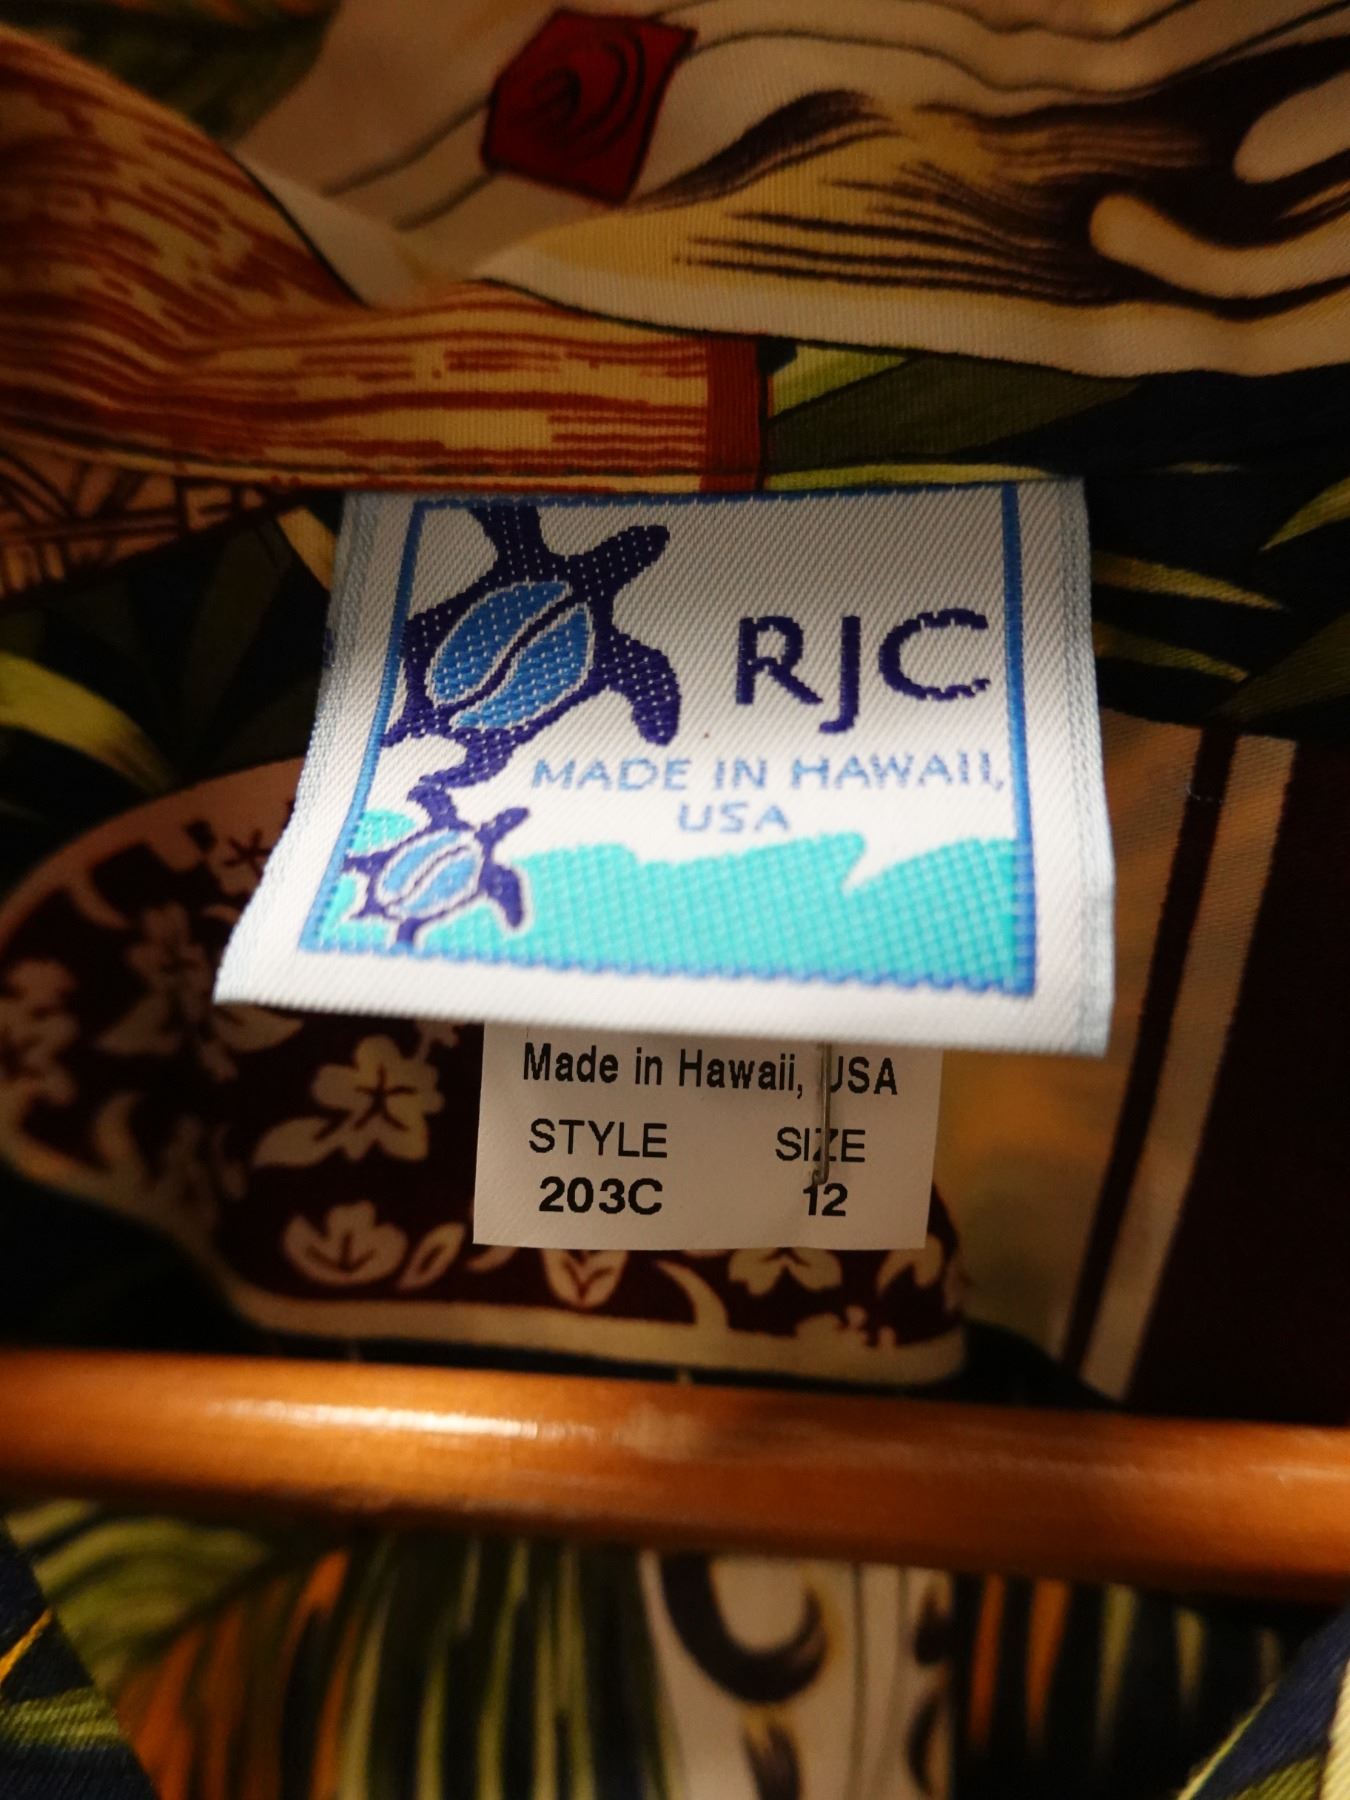 RJC
MADE IN HAWAII,
USA
Made in Hawaii, USA
STYLE SIZE
203C 12